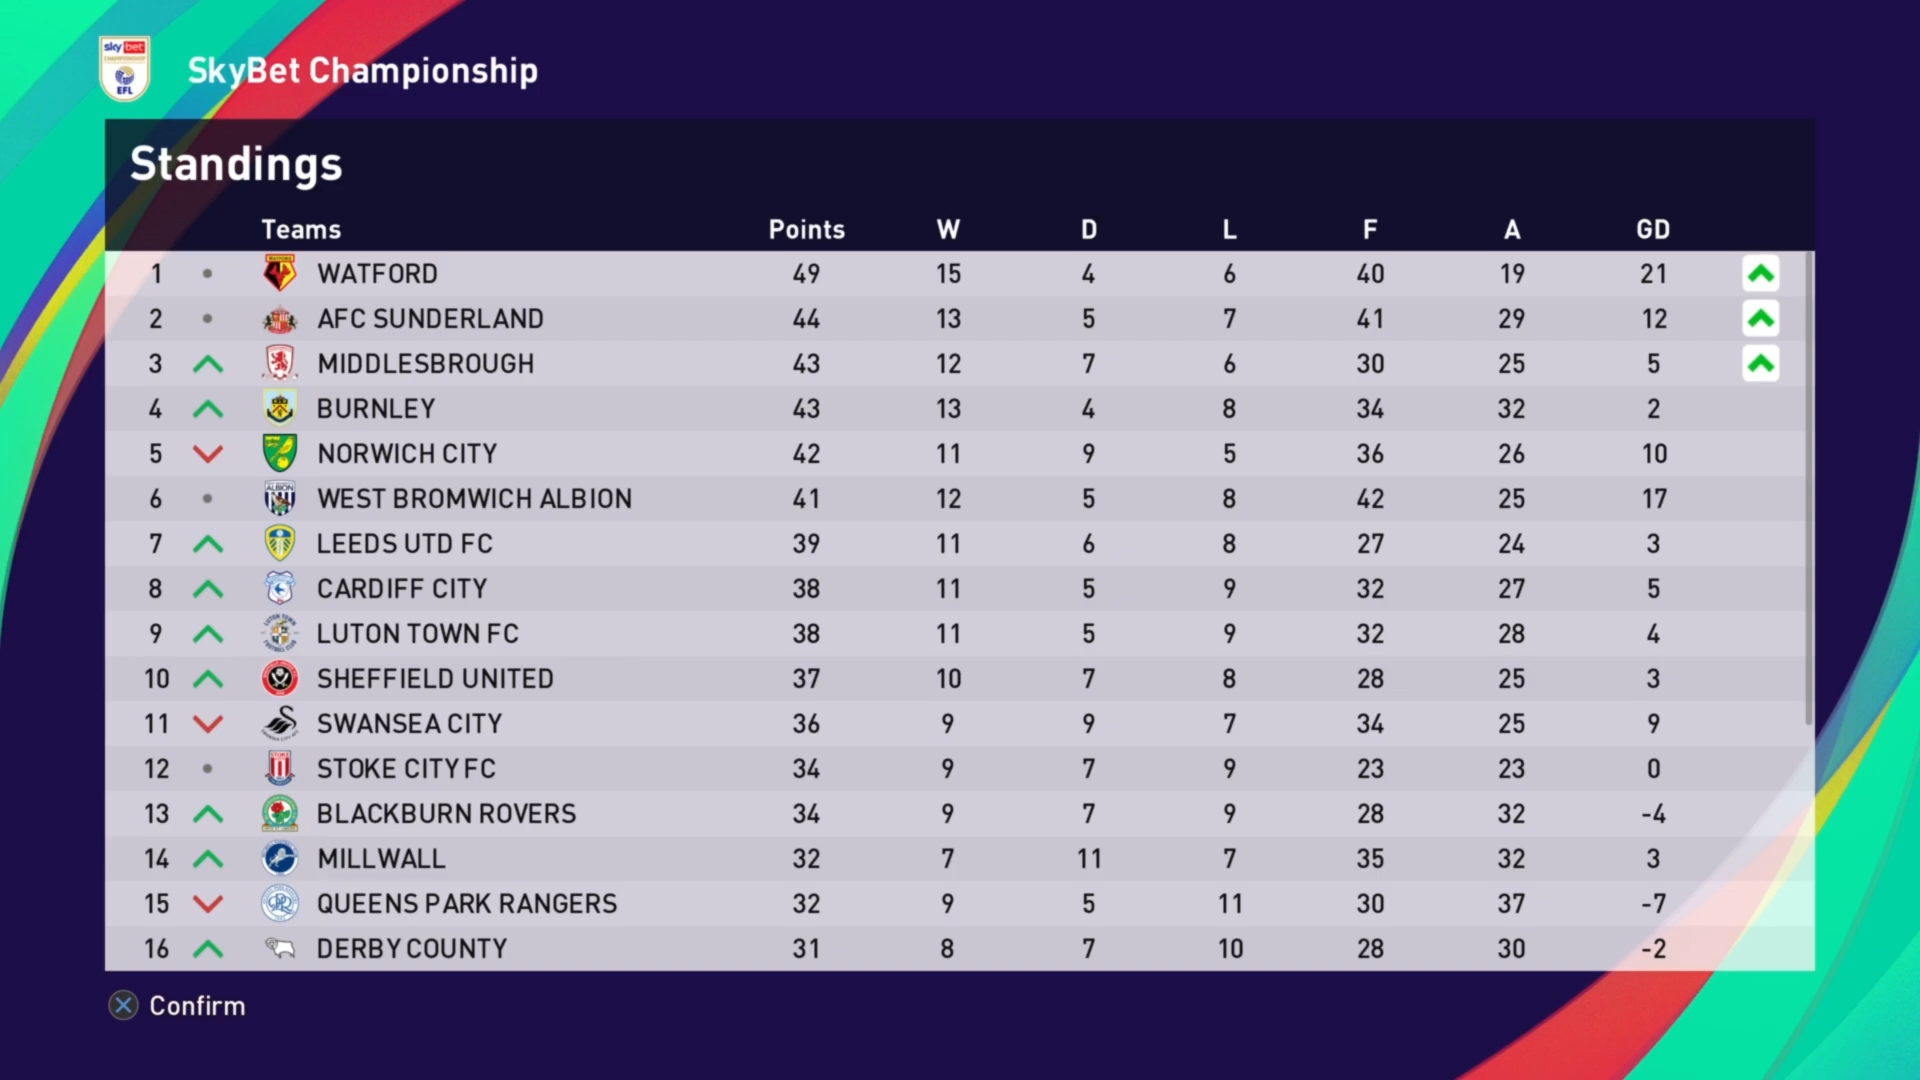 sky bet
CHAMPIONSHIP
EFL
SkyBet Championship
Standings
Teams Points W D L F A GD
1 WATFORD 49 15 4 6 40 19 21
2 AFC SUNDERLAND 44 13 5 7 41 29 12
3 MIDDLESBROUGH 43 12 7 6 30 25 5
4 BURNLEY 43 13 4 8 34 32 2
5 NORWICH CITY 42 11 9 5 36 26 10
6 WEST BROMWICH ALBION 41 12 5 8 42 25 17
7 LEEDS UTD FC 39 11 6 8 27 24 3
8 CARDIFF CITY 38 11 5 9 32 27 5
9 LUTON TOWN FC 38 11 5 9 32 28 4
10 SHEFFIELD UNITED 37 10 7 8 28 25 3
11 SWANSEA CITY 36 9 9 7 34 25 9
12 STOKE CITY FC 34 9 7 9 23 23 0
13 BLACKBURN ROVERS 34 9 7 9 28 32 -4
14 MILLWALL 32 7 11 7 35 32 3
15 QUEENS PARK RANGERS 32 9 5 11 30 37 -7
16 DERBY COUNTY 31 8 7 10 28 30 -2
Confirm